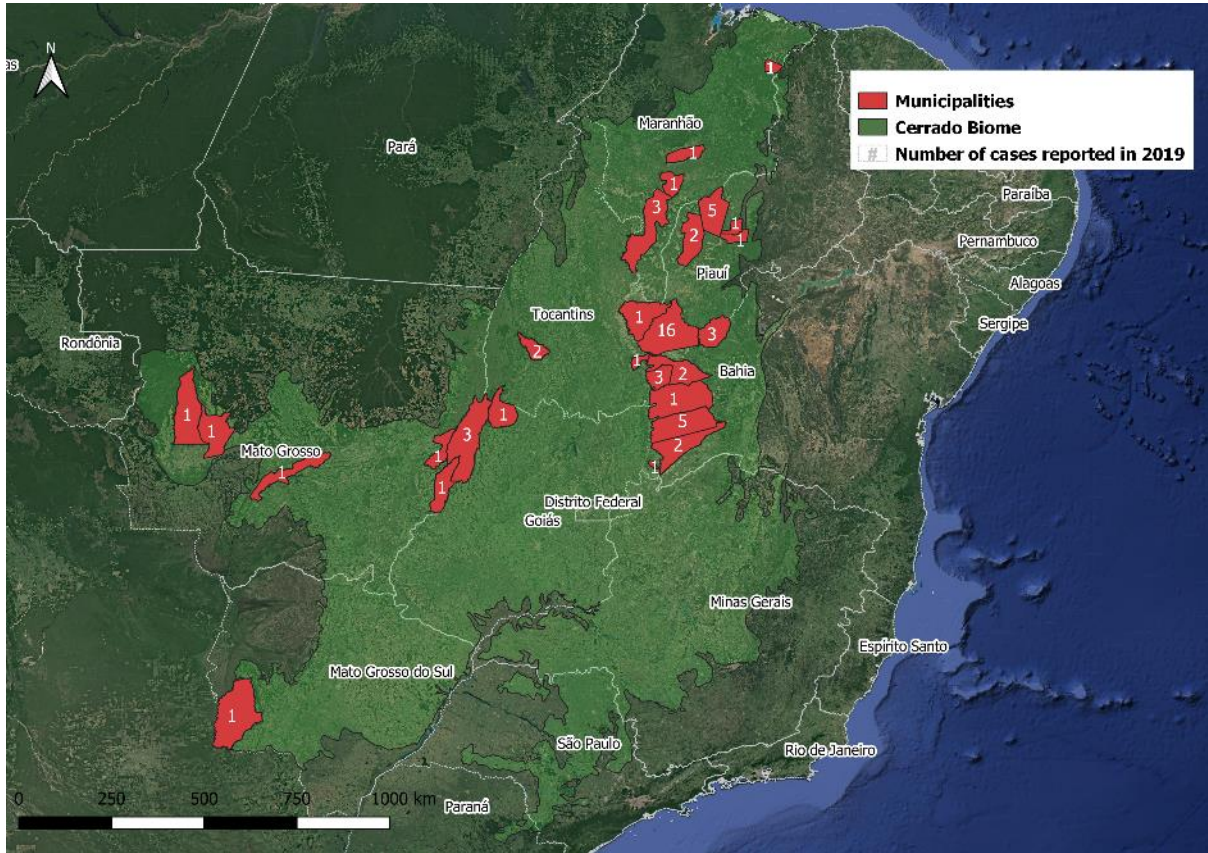 N
as
1
Municipalities
Cerrado Biome
# Number of cases reported in 2019
Maranhão
Pará
1
1
Paraíba
3
5
1
1
2
Pernambuco
Piauí
Alagoas
Tocantins
1
16
3
Sergipe
Rondônia
2
1
3
2
Bahia
1
1
1
1
5
3
2
1
Mato Grosso
1
1
1
Distrito Federal
Goiás
Minas Gerais
Espírito Santo
Mato Grosso do Sul
1
São Paulo
Rio de Janeiro
Paraná
0 250 500 750 1000 km